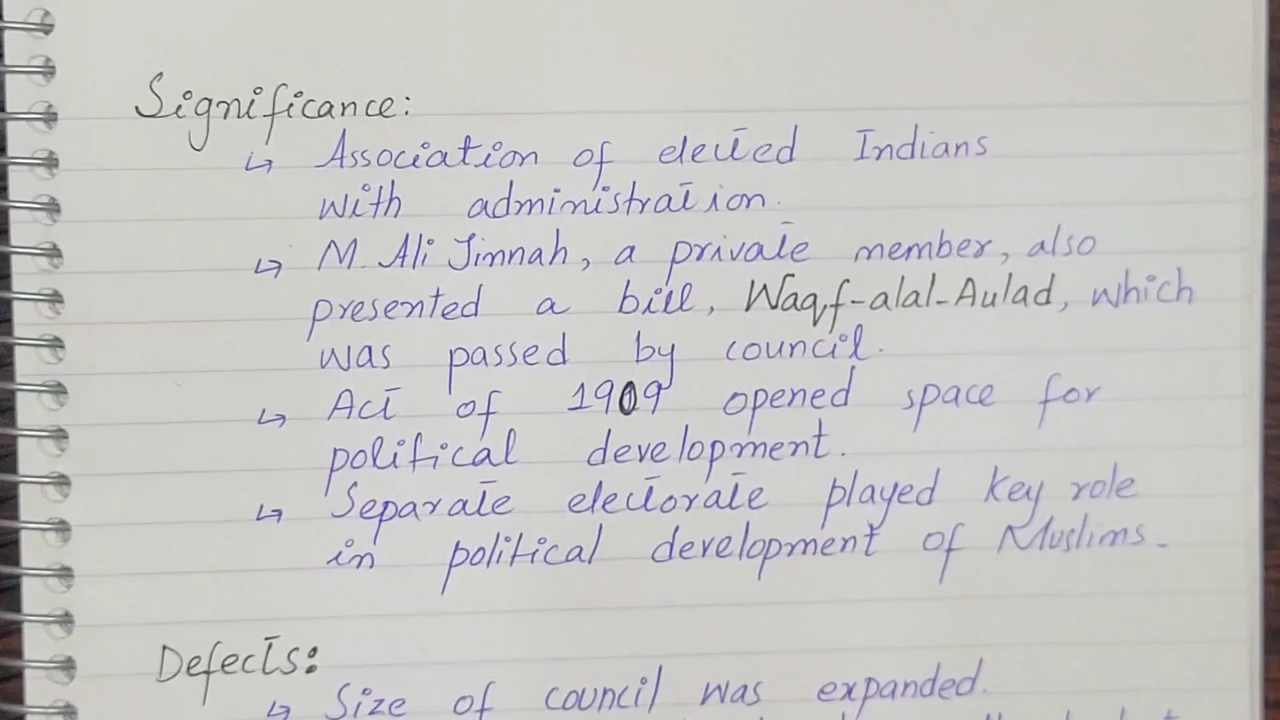 Significance:
↳ Association of elected Indians
with administration.
↳ M. Ali Jinnah, a private member, also
presented a bill, Waqf-alal-Aulad, which
was passed by council.
↳ Act of 1909 opened space for
political development.
↳ Separate electorate played key role
in political development of Muslims.
Defects:
↳ Size of council was expanded.